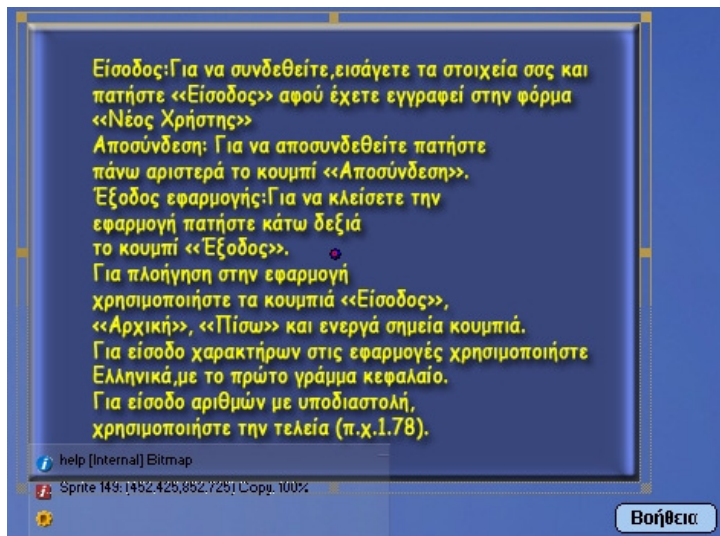 Είσοδος:Για να συνδεθείτε,εισάγετε τα στοιχεία σσς και
πατήστε <<Είσοδος>> αφού έχετε εγγραφεί στην φόρμα
<<Νέος Χρήστης>>
Αποσύνδεση: Για να αποσυνδεθείτε πατήστε
πάνω αριστερά το κουμπί <<Αποσύνδεση>>.
Έξοδος εφαρμογής:Για να κλείσετε την
εφαρμογή πατήστε κάτω δεξιά
το κουμπί <<Έξοδος>>.
Για πλοήγηση στην εφαρμογή
χρησιμοποιήστε τα κουμπιά <<Είσοδος>>,
<<Αρχική>>, <<Πίσω>> και ενεργά σημεία κουμπιά.
Για είσοδο χαρακτήρων στις εφαρμογές χρησιμοποιήστε
Ελληνικά,με το πρώτο γράμμα κεφαλαίο.
Για είσοδο αριθμών με υποδιαστολή,
χρησιμοποιήστε την τελεία (π.χ.1.78).
help [Internal] Bitmap
Sprite 149: [452,425,852,725] Copy, 100%
Βοήθεια